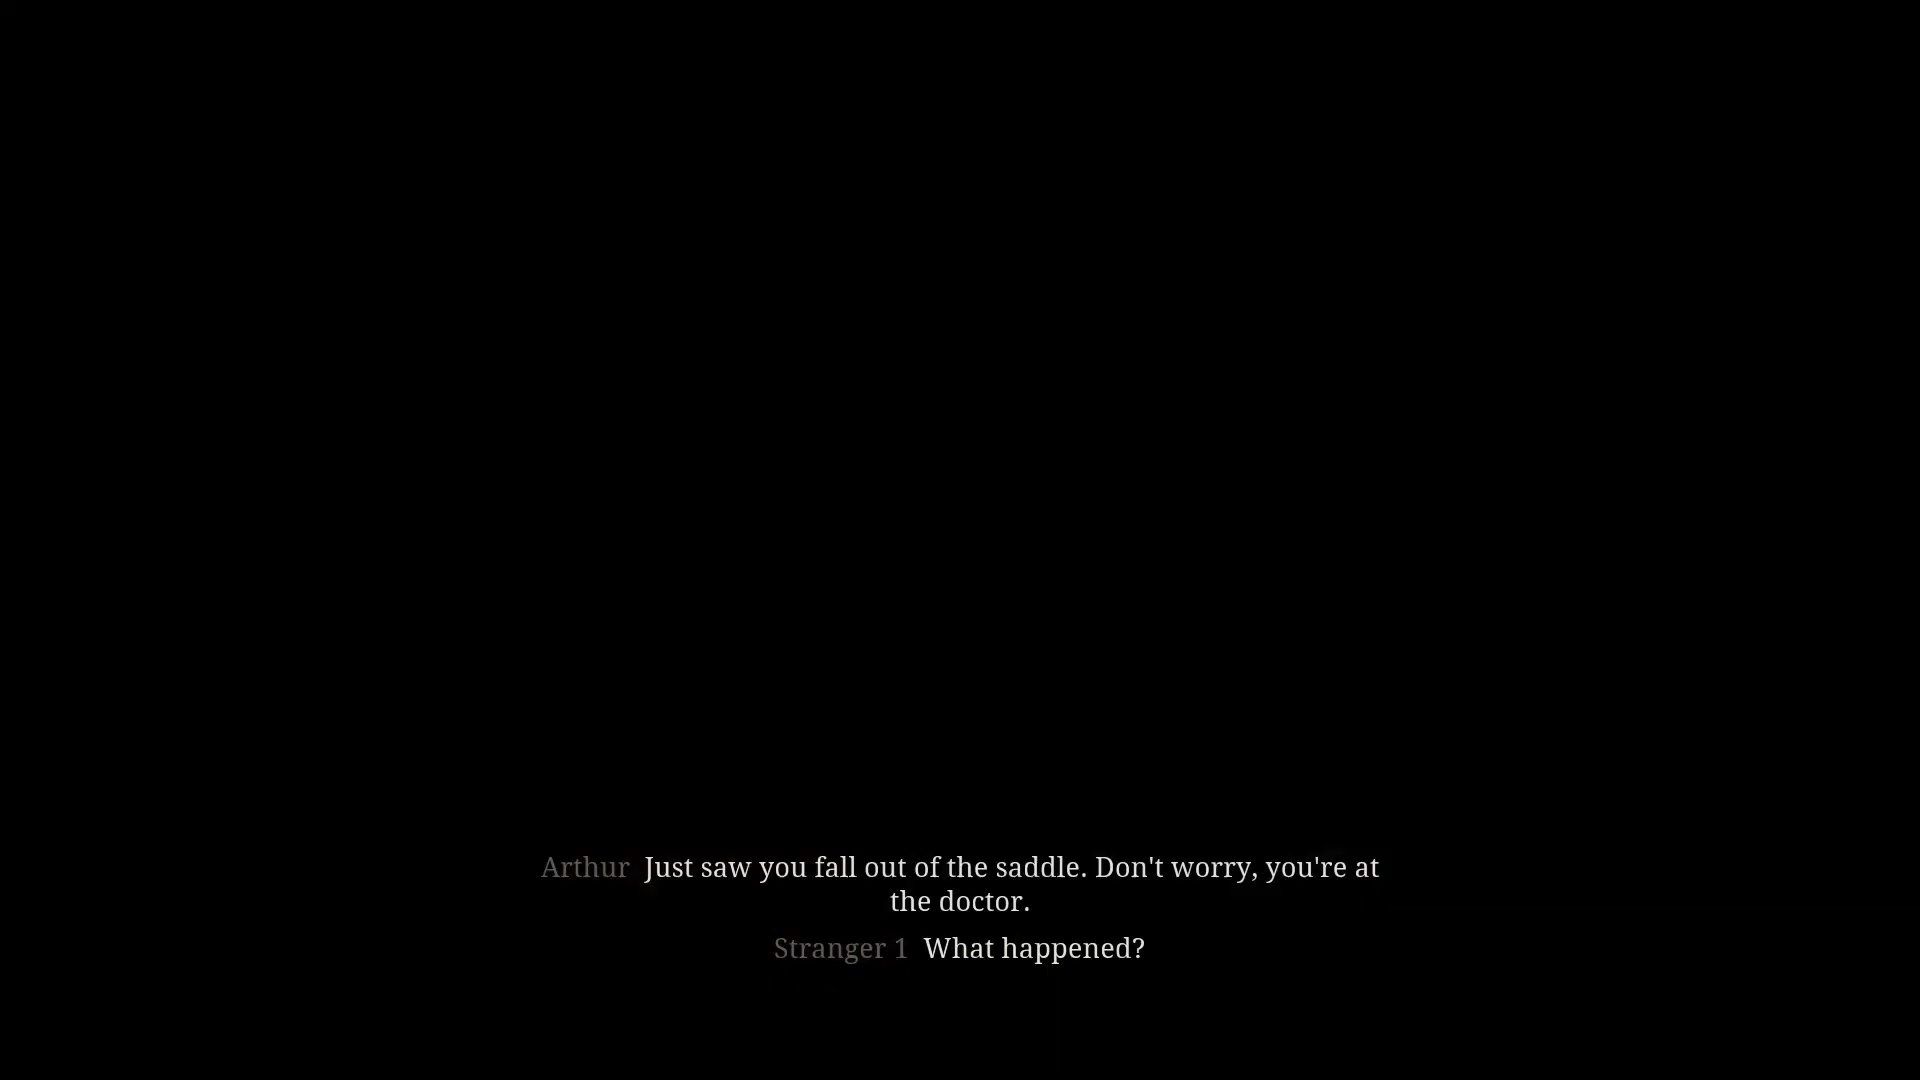 Arthur Just saw you fall out of the saddle. Don't worry, you're at
the doctor.
Stranger 1 What happened?